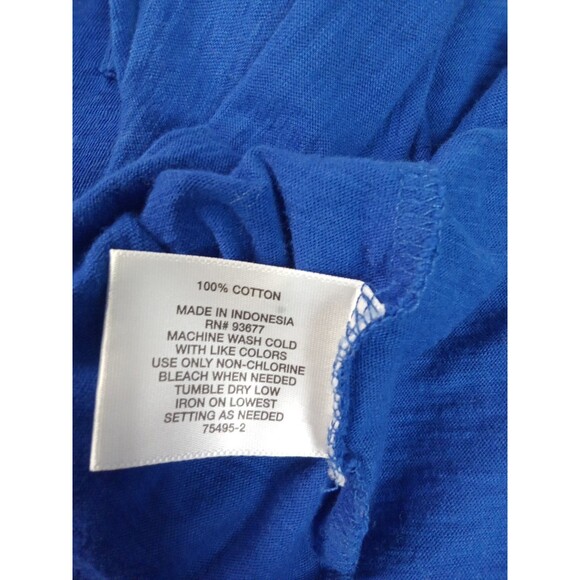 100% COTTON
MADE IN INDONESIA
RN# 93677
MACHINE WASH COLD
WITH LIKE COLORS
USE ONLY NON-CHLORINE
BLEACH WHEN NEEDED
TUMBLE DRY LOW
IRON ON LOWEST
SETTING AS NEEDED
75495-2